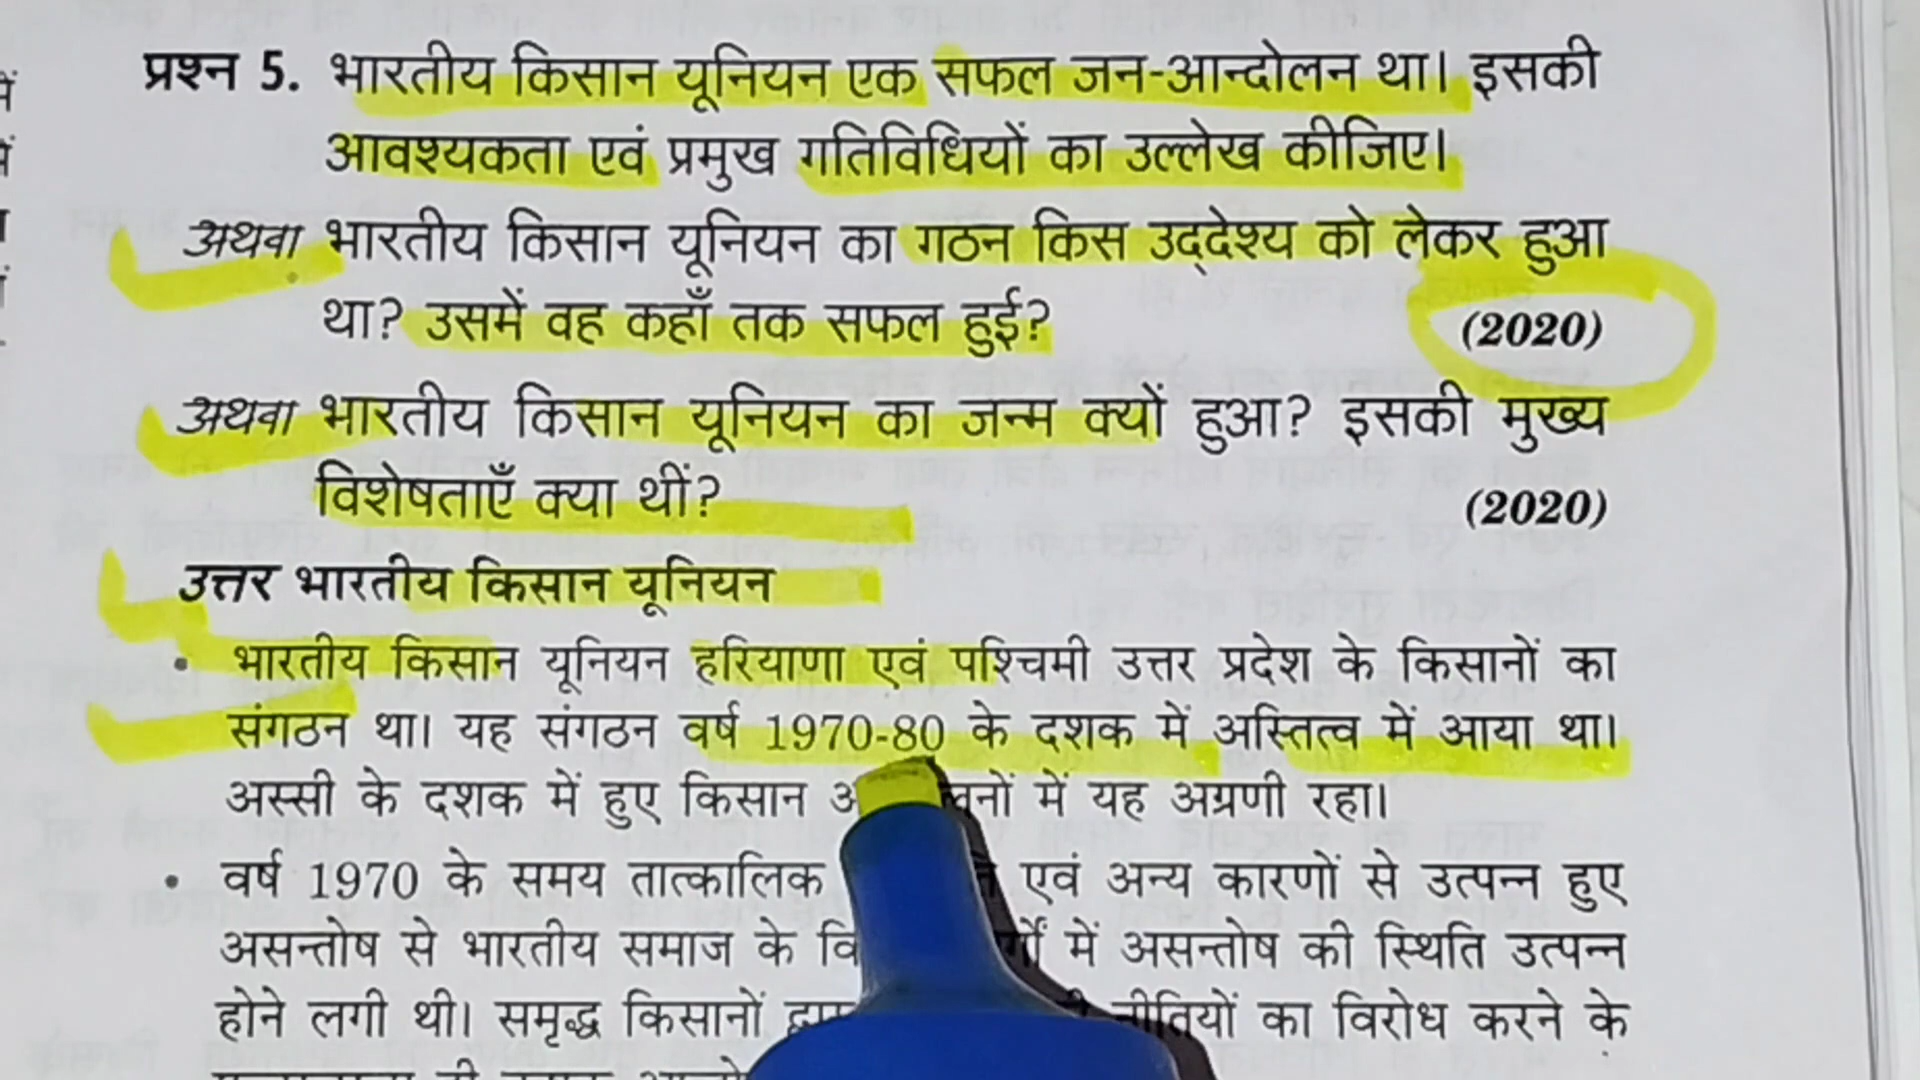 प्रश्न 5. भारतीय किसान यूनियन एक सफल जन-आन्दोलन था। इसकी
आवश्यकता एवं प्रमुख गतिविधियों का उल्लेख कीजिए।
अथवा भारतीय किसान यूनियन का गठन किस उद्देश्य को लेकर हुआ
था? उसमें वह कहाँ तक सफल हुई? (2020)
अथवा भारतीय किसान यूनियन का जन्म क्यों हुआ? इसकी मुख्य
विशेषताएँ क्या थीं? (2020)
उत्तर भारतीय किसान यूनियन
• भारतीय किसान यूनियन हरियाणा एवं पश्चिमी उत्तर प्रदेश के किसानों का
संगठन था। यह संगठन वर्ष 1970-80 के दशक में अस्तित्व में आया था।
अस्सी के दशक में हुए किसान में यह अग्रणी रहा।
• वर्ष 1970 के समय तात्कालिक एवं अन्य कारणों से उत्पन्न हुए
असन्तोष से भारतीय समाज के में असन्तोष की स्थिति उत्पन्न
होने लगी थी। समृद्ध किसानों का विरोध करने के